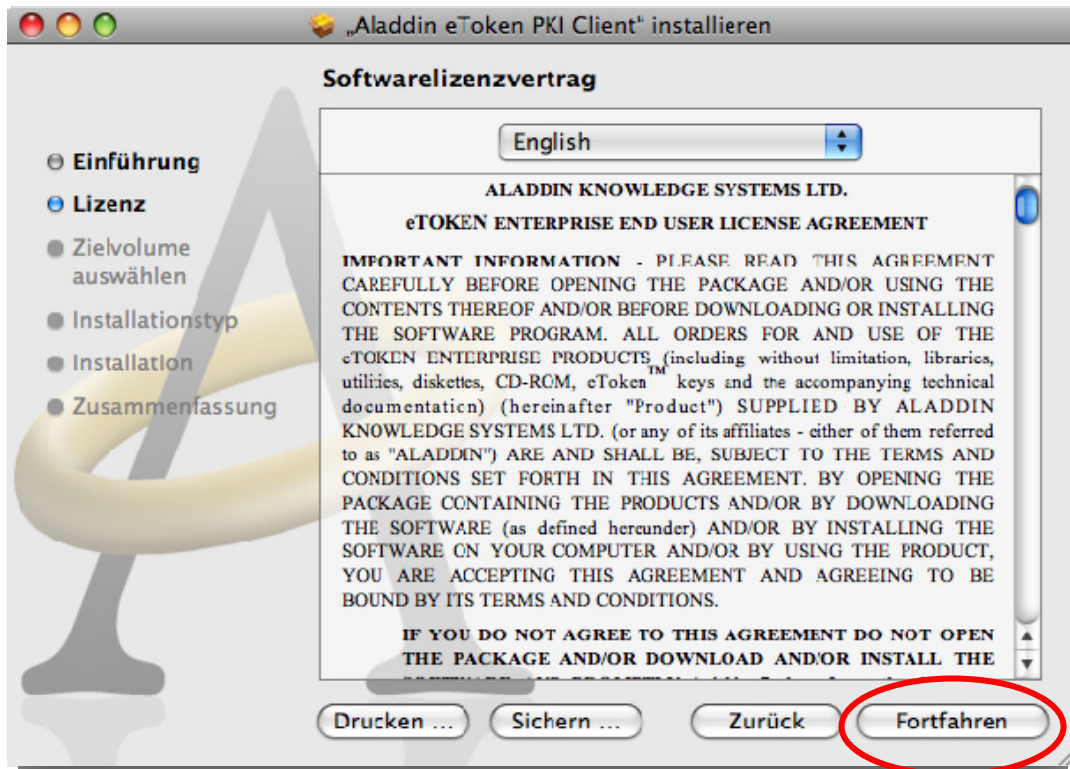 „Aladdin eToken PKI Client“ installieren
Softwarelizenzvertrag
Einführung
Lizenz
Zielvolume
auswählen
Installationstyp
Installation
Zusammenfassung
English
ALADDIN KNOWLEDGE SYSTEMS LTD.
eTOKEN ENTERPRISE END USER LICENSE AGREEMENT
IMPORTANT INFORMATION - PLEASE READ THIS AGREEMENT
CAREFULLY BEFORE OPENING THE PACKAGE AND/OR USING THE
CONTENTS THEREOF AND/OR BEFORE DOWNLOADING OR INSTALLING
THE SOFTWARE PROGRAM. ALL ORDERS FOR AND USE OF THE
eTOKEN ENTERPRISE PRODUCTS (including without limitation, libraries,
utilities, diskettes, CD-ROM, eToken™ keys and the accompanying technical
documentation) (hereinafter "Product") SUPPLIED BY ALADDIN
KNOWLEDGE SYSTEMS LTD. (or any of its affiliates - either of them referred
to as "ALADDIN") ARE AND SHALL BE, SUBJECT TO THE TERMS AND
CONDITIONS SET FORTH IN THIS AGREEMENT. BY OPENING THE
PACKAGE CONTAINING THE PRODUCTS AND/OR BY DOWNLOADING
THE SOFTWARE (as defined hereunder) AND/OR BY INSTALLING THE
SOFTWARE ON YOUR COMPUTER AND/OR BY USING THE PRODUCT,
YOU ARE ACCEPTING THIS AGREEMENT AND AGREEING TO BE
BOUND BY ITS TERMS AND CONDITIONS.
IF YOU DO NOT AGREE TO THIS AGREEMENT DO NOT OPEN
THE PACKAGE AND/OR DOWNLOAD AND/OR INSTALL THE
Drucken ...
Sichern ...
Zurück
Fortfahren